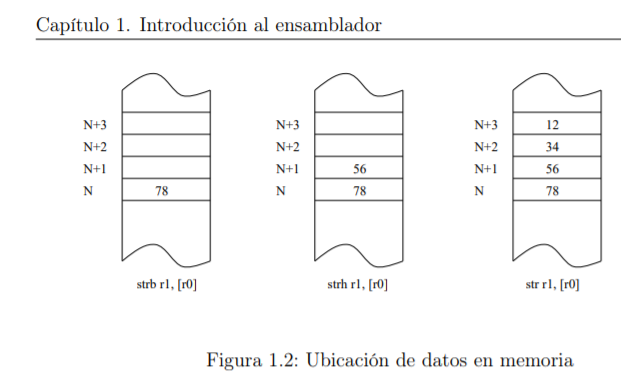 Capítulo 1. Introducción al ensamblador
N+3 N+3 N+3 12
N+2 N+2 N+2 34
N+1 N+1 56 N+1 56
N 78 N 78 N 78
strb r1, [r0] strh r1, [r0] str r1, [r0]
Figura 1.2: Ubicación de datos en memoria